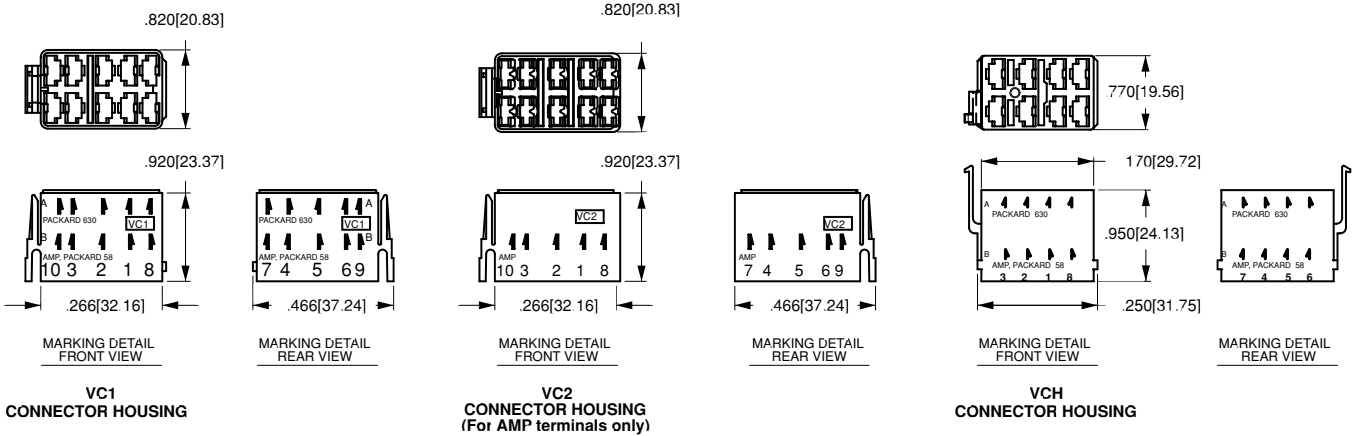 .820[20.83]
.920[23.37]
A
PACKARD 630
VC1
B
AMP, PACKARD 58
10 3 2 1 8
.266[32.16]
MARKING DETAIL
FRONT VIEW
A
PACKARD 630
VC1
B
AMP, PACKARD 58
7 4 5 6 9
.466[37.24]
MARKING DETAIL
REAR VIEW
VC1
CONNECTOR HOUSING
.820[20.83]
.920[23.37]
VC2
AMP
10 3 2 1 8
.266[32.16]
MARKING DETAIL
FRONT VIEW
VC2
AMP
7 4 5 6 9
.466[37.24]
MARKING DETAIL
REAR VIEW
VC2
CONNECTOR HOUSING
(For AMP terminals only)
.770[19.56]
170[29.72]
A
PACKARD 630
.950[24.13]
B
AMP, PACKARD 58
3 2 1 8
.250[31.75]
MARKING DETAIL
FRONT VIEW
A
PACKARD 630
B
AMP, PACKARD 58
7 4 5 6
MARKING DETAIL
REAR VIEW
VCH
CONNECTOR HOUSING